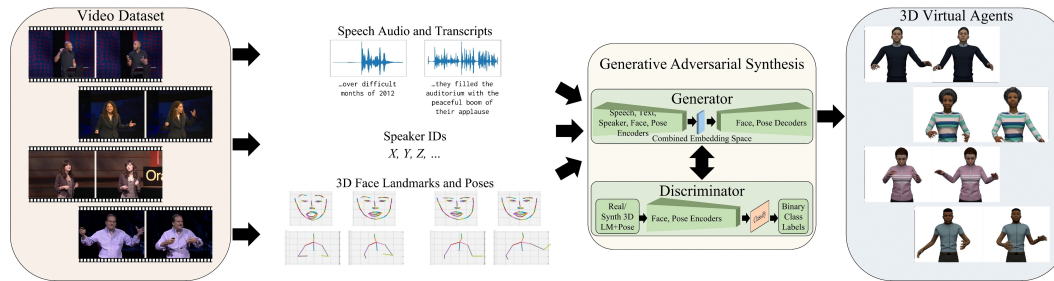 Video Dataset
Ora
Speech Audio and Transcripts
…over difficult
months of 2012
…they filled the
auditorium with the
peaceful boom of
their applause
Speaker IDs
X, Y, Z, ...
3D Face Landmarks and Poses
Generative Adversarial Synthesis
Generator
Speech, Text,
Speaker, Face, Pose
Encoders
Face, Pose Decoders
Combined Embedding Space
Discriminator
Real/
Synth 3D
LM+Pose
Face, Pose Encoders
Classify
Binary
Class
Labels
3D Virtual Agents